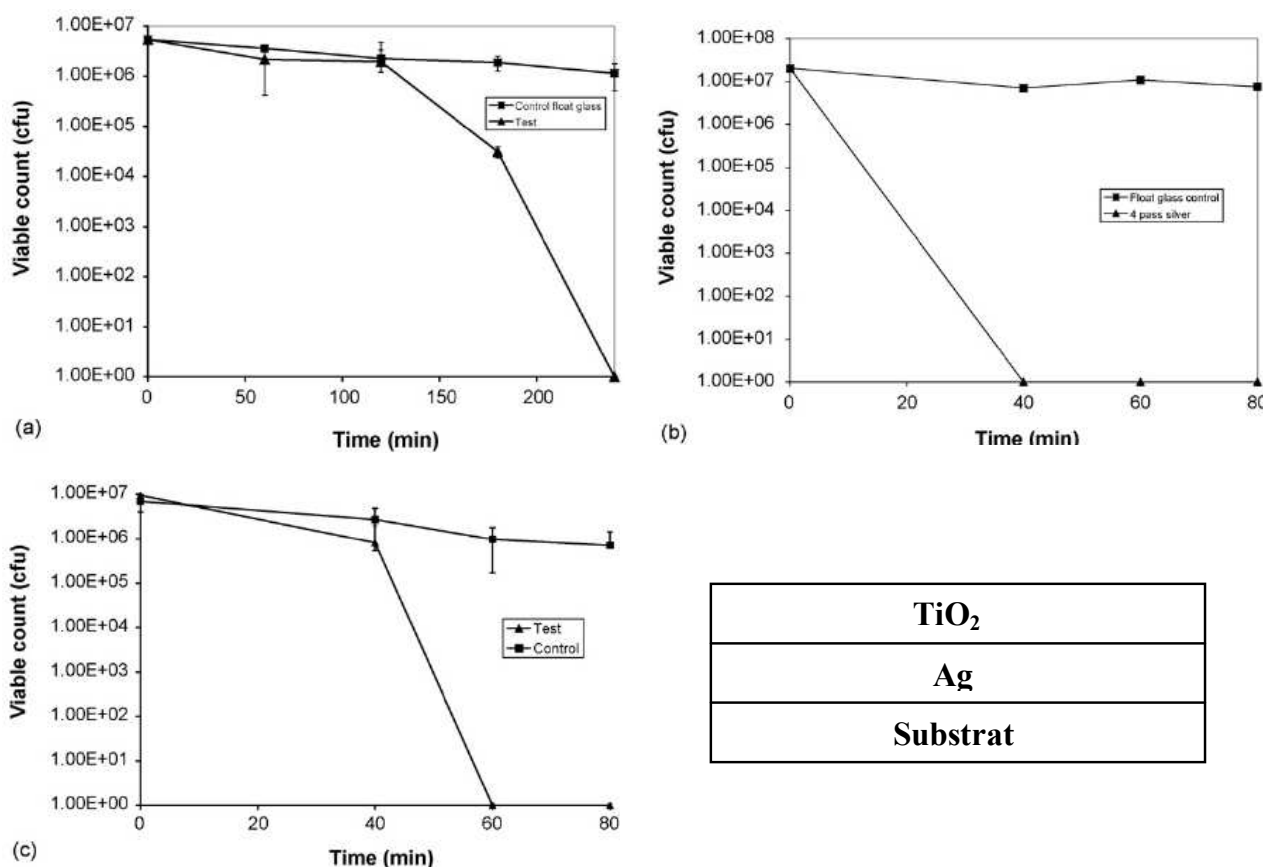 1.00E+07
1.00E+06
1.00E+05
1.00E+04
1.00E+03
1.00E+02
1.00E+01
1.00E+00
Viable count (cfu)
Control float glass
Test
0 50 100 150 200
Time (min)
(a)
1.00E+08
1.00E+07
1.00E+06
1.00E+05
1.00E+04
1.00E+03
1.00E+02
1.00E+01
1.00E+00
Viable count (cfu)
Float glass control
4 pass silver
0 20 40 60 80
Time (min)
(b)
1.00E+07
1.00E+06
1.00E+05
1.00E+04
1.00E+03
1.00E+02
1.00E+01
1.00E+00
Viable count (cfu)
Test
Control
0 20 40 60 80
Time (min)
(c)
TiO₂
Ag
Substrat